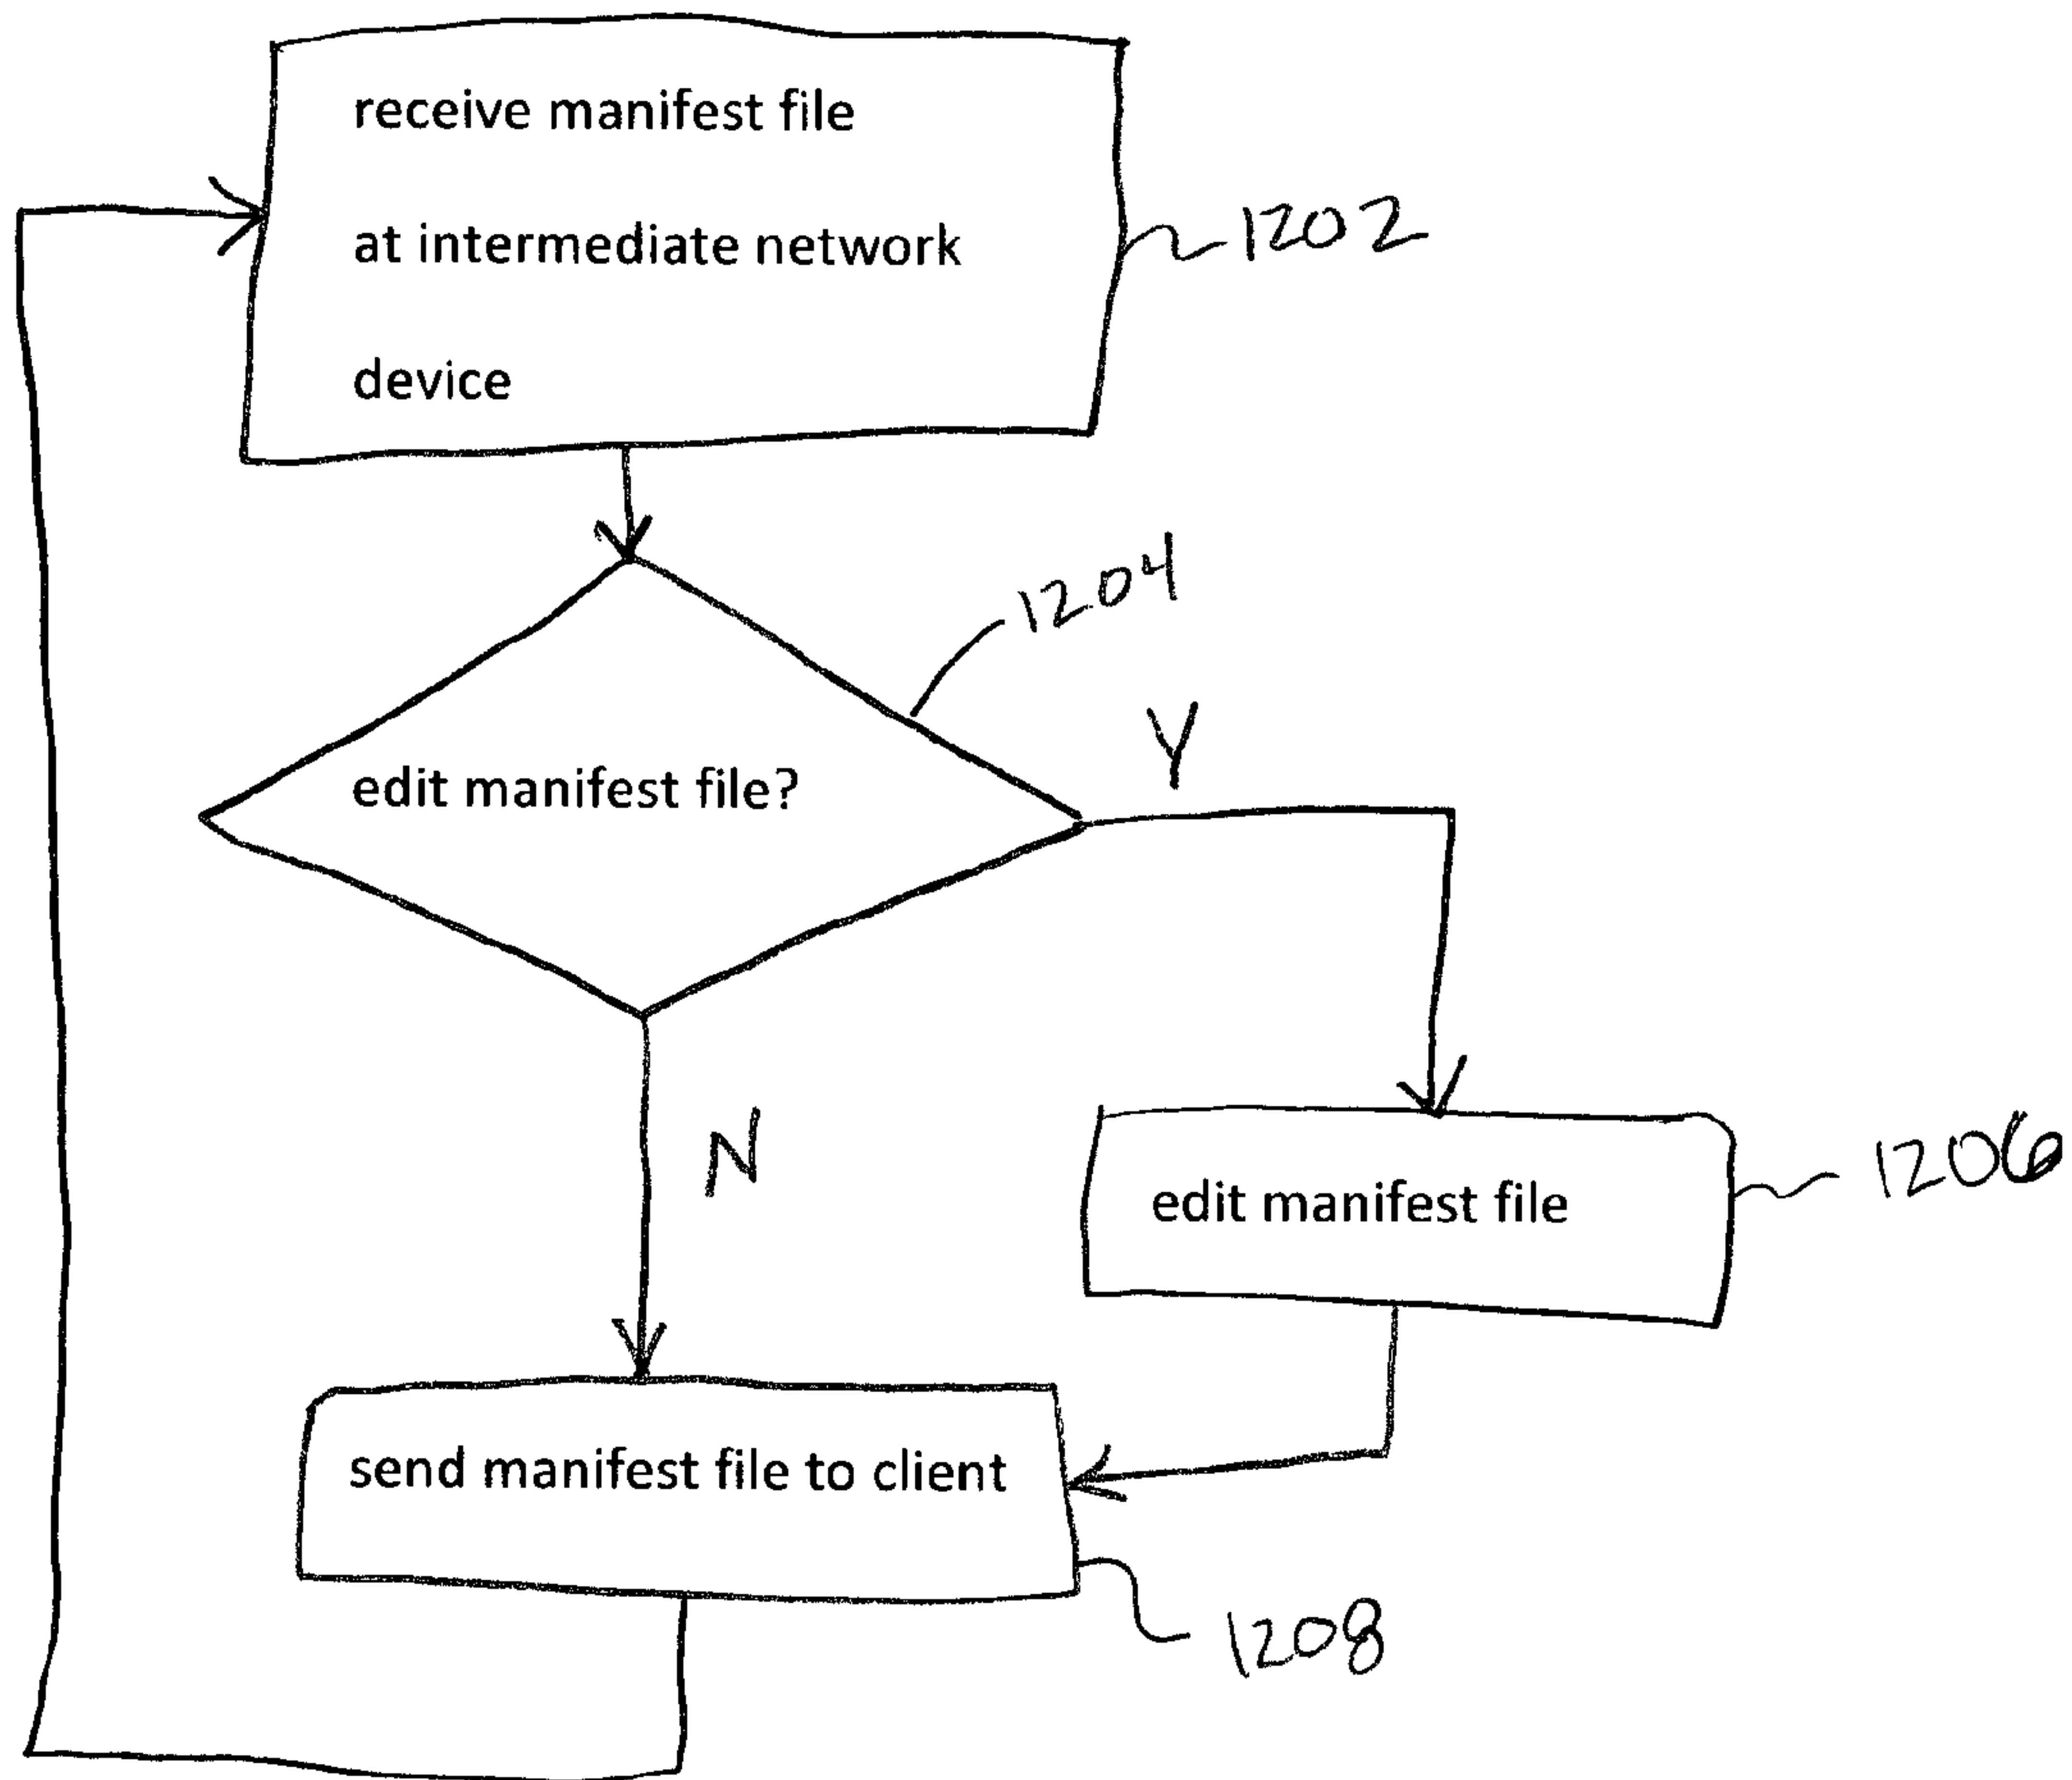 receive manifest file
at intermediate network
device
1202
1204
edit manifest file?
Y
N
edit manifest file
1206
send manifest file to client
1208